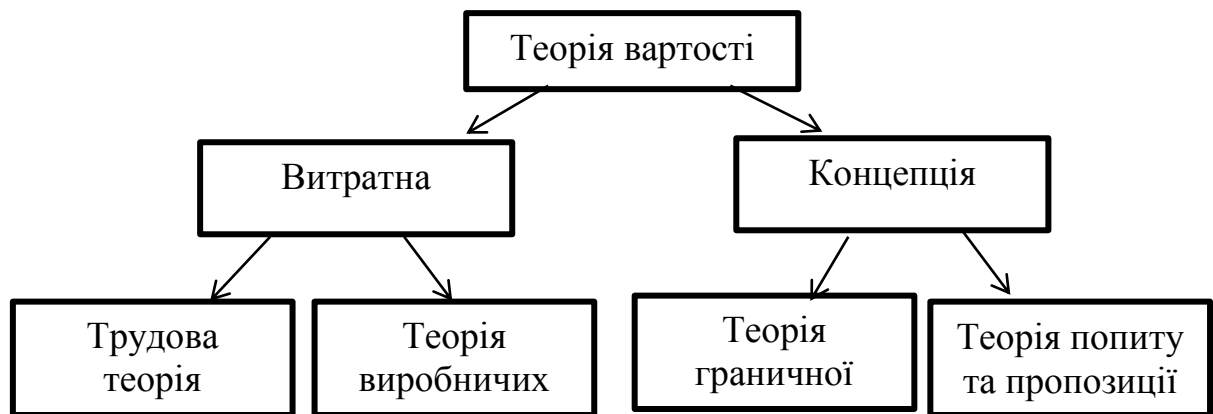 Теорія вартості
Витратна
Концепція
Трудова
теорія
Теорія
виробничих
Теорія
граничної
Теорія попиту
та пропозиції